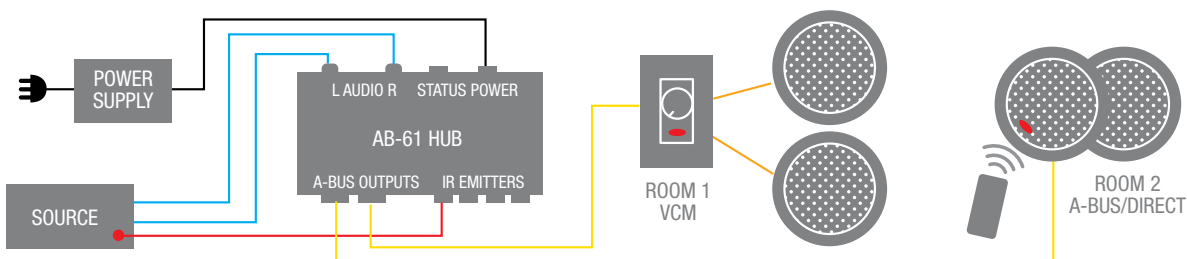 POWER
SUPPLY
L AUDIO R
STATUS POWER
AB-61 HUB
A-BUS OUTPUTS
IR EMITTERS
SOURCE
ROOM 1
VCM
ROOM 2
A-BUS/DIRECT